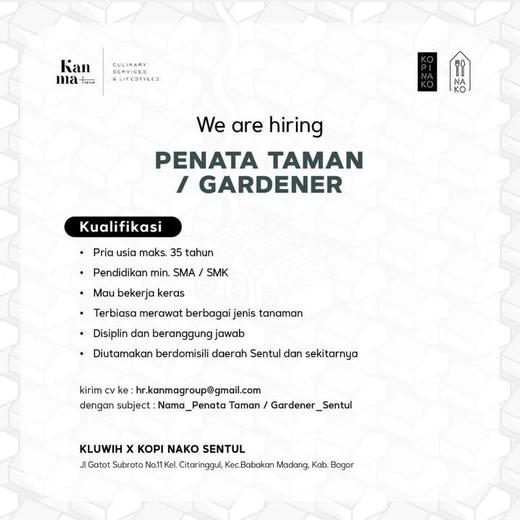 Kan
ma+
CULINARY
SERVICES
& LIFESTYLES
KO
PI
NA
KO
NA
KO
We are hiring
PENATA TAMAN
/ GARDENER
Kualifikasi
• Pria usia maks. 35 tahun
• Pendidikan min. SMA / SMK
• Mau bekerja keras
• Terbiasa merawat berbagai jenis tanaman
• Disiplin dan beranggung jawab
• Diutamakan berdomisili daerah Sentul dan sekitarnya
kirim cv ke : hr.kanmagroup@gmail.com
dengan subject : Nama_Penata Taman / Gardener_Sentul
KLUWIH X KOPI NAKO SENTUL
Jl Gatot Subroto No.11 Kel. Citaringgul, Kec.Babakan Madang, Kab. Bogor